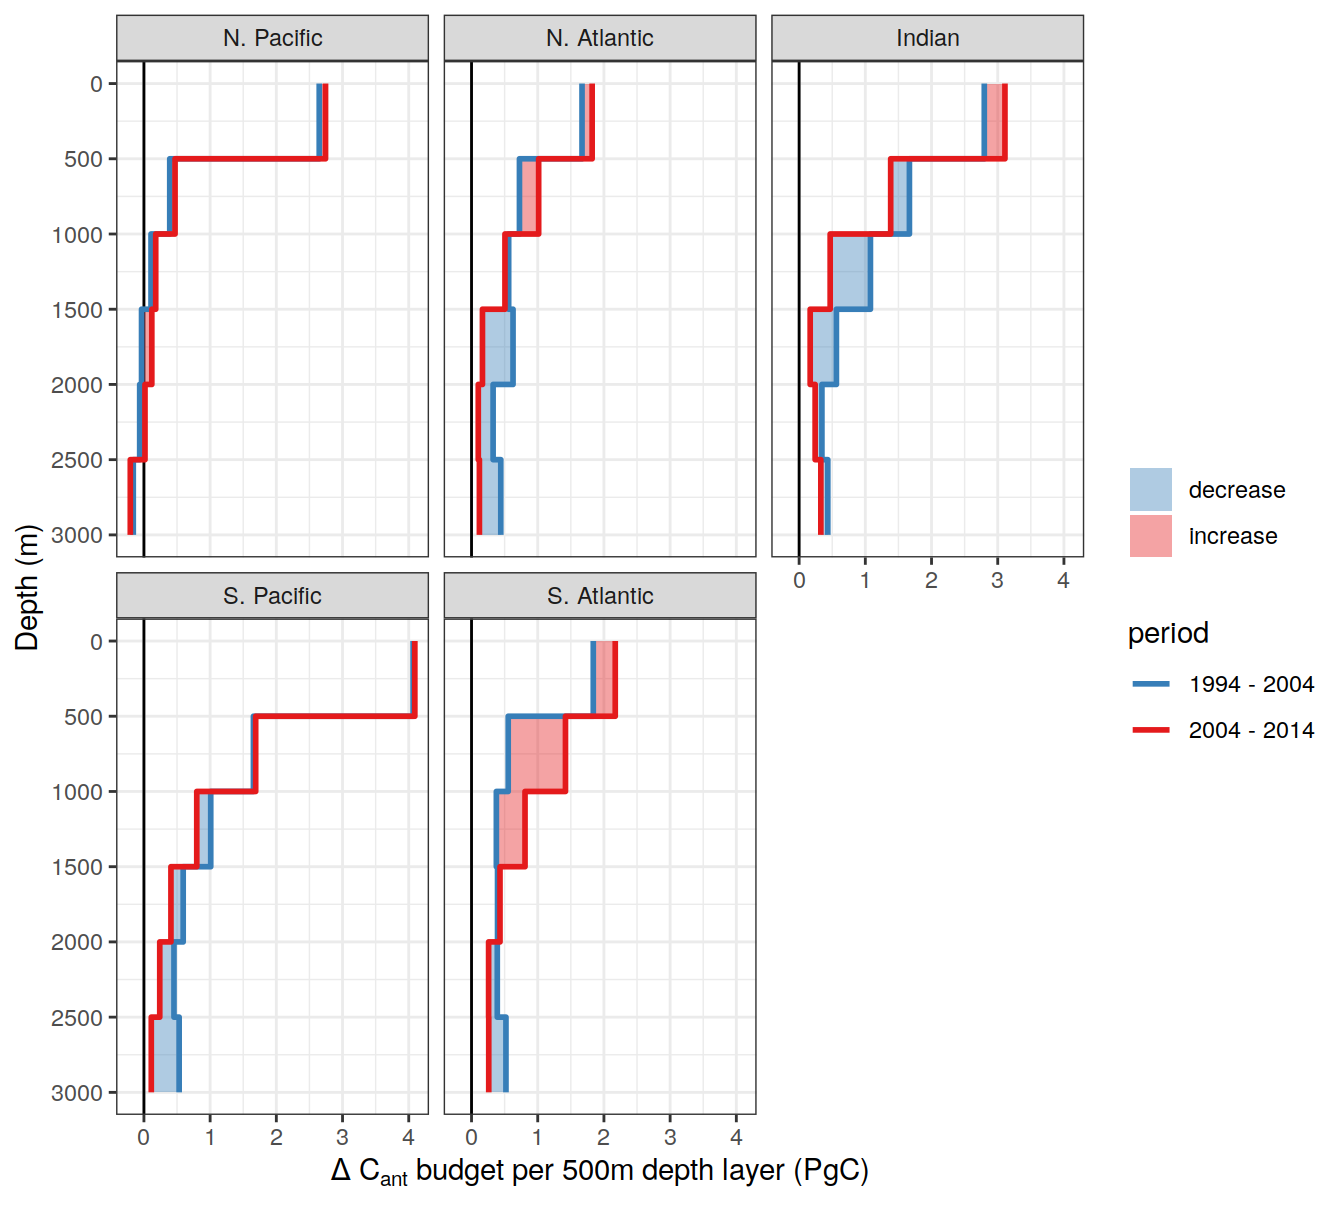 N. Pacific
N. Atlantic
Indian
0
500
1000
1500
2000
2500
3000
0 1 2 3 4
S. Pacific
S. Atlantic
0
500
1000
1500
2000
2500
3000
0 1 2 3 4
0 1 2 3 4
Depth (m)
Δ Cant budget per 500m depth layer (PgC)
decrease
increase
period
1994 - 2004
2004 - 2014